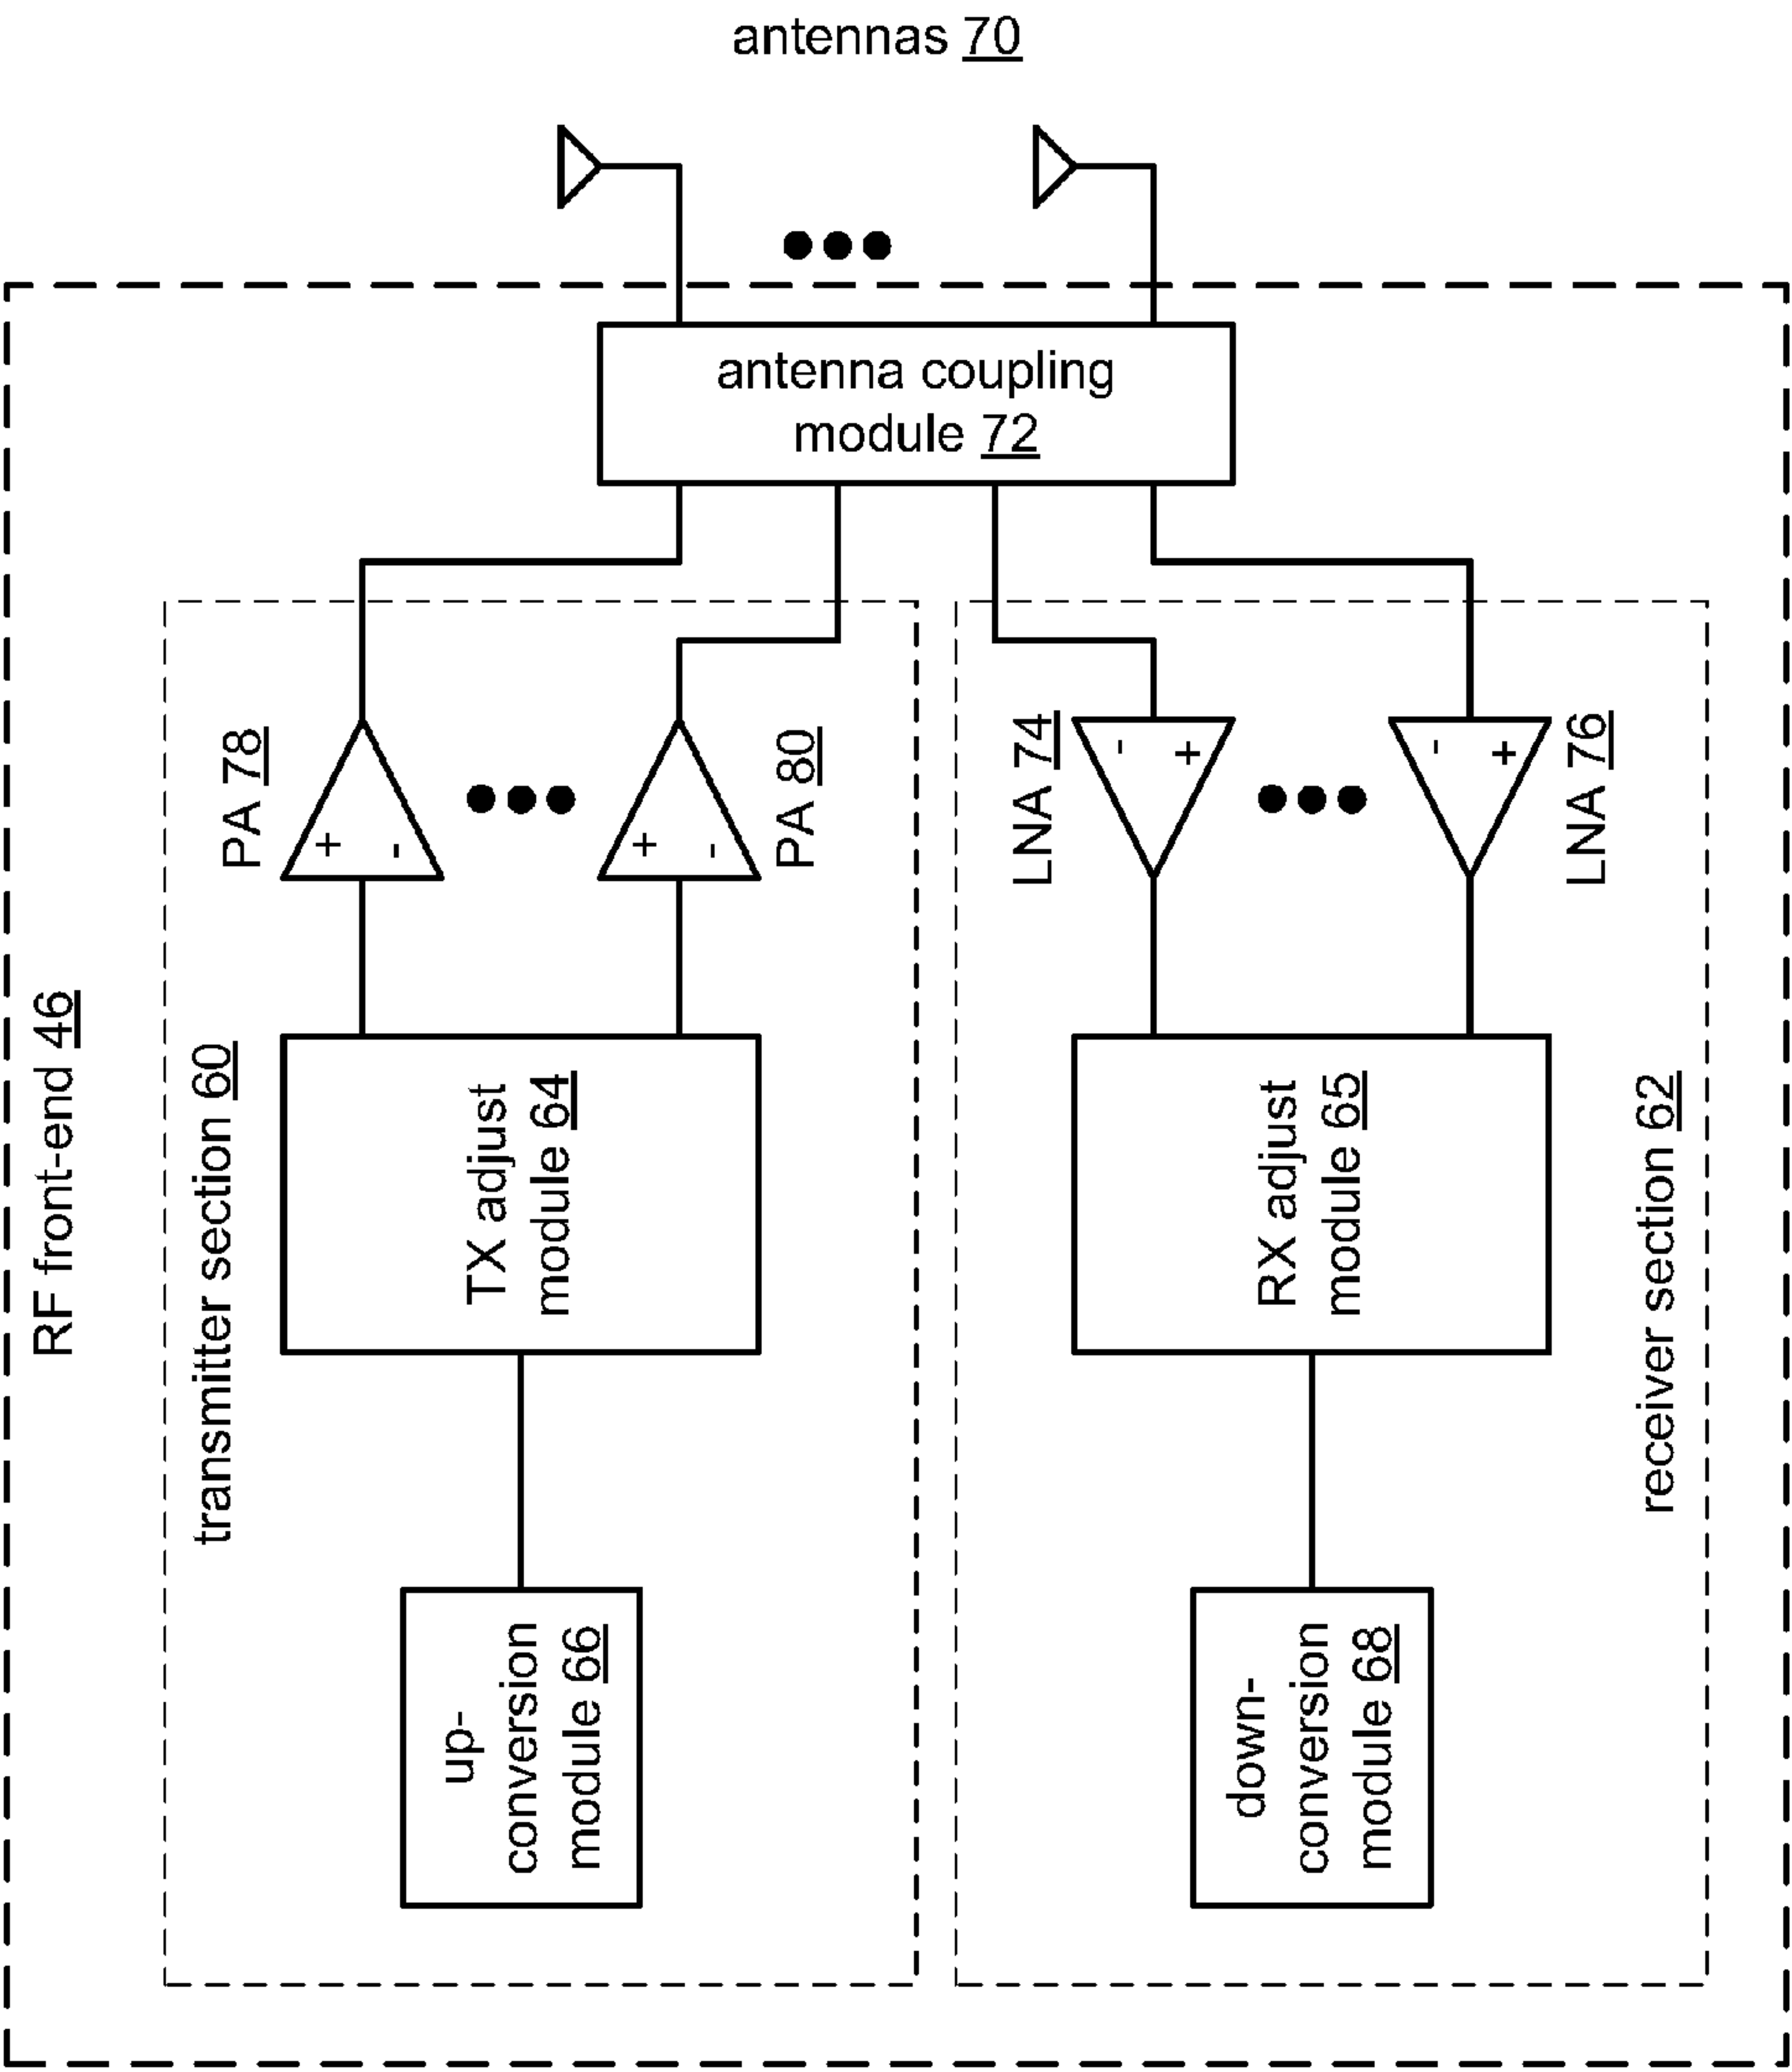 antennas 70
antenna coupling
module 72
RF front-end 46
transmitter section 60
PA 78
+
-
PA 80
+
-
TX adjust
module 64
up-
conversion
module 66
LNA 74
-
+
LNA 76
-
+
RX adjust
module 65
down-
conversion
module 68
receiver section 62